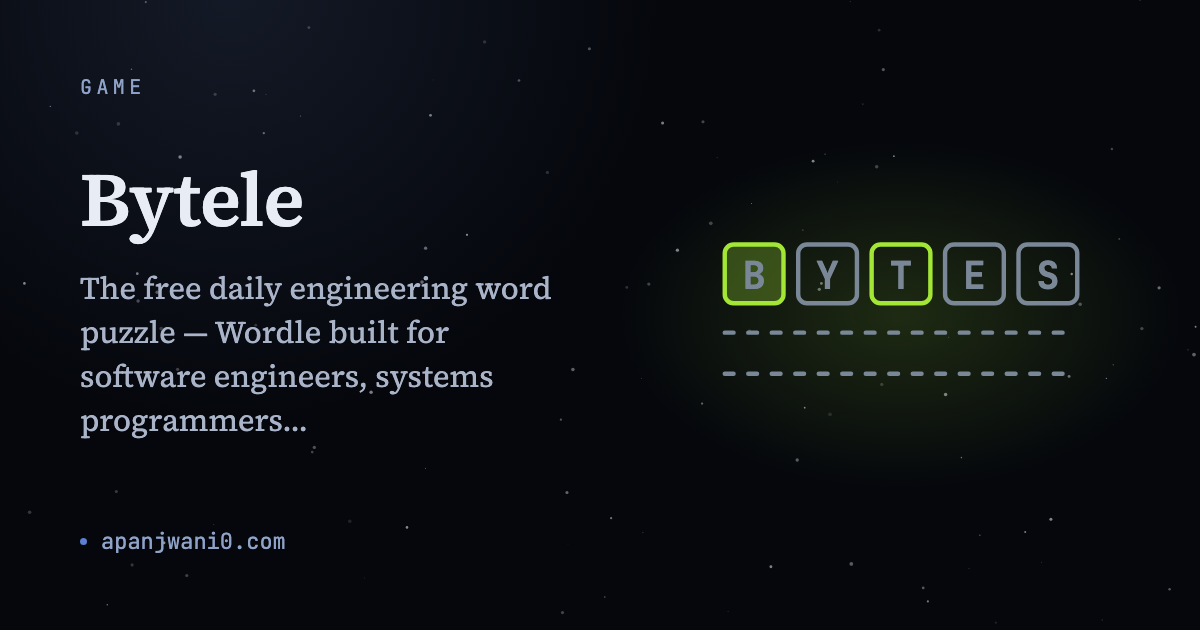 GAME
Bytele
The free daily engineering word
puzzle — Wordle built for
software engineers, systems
programmers...
B Y T E S
apanjwani0.com